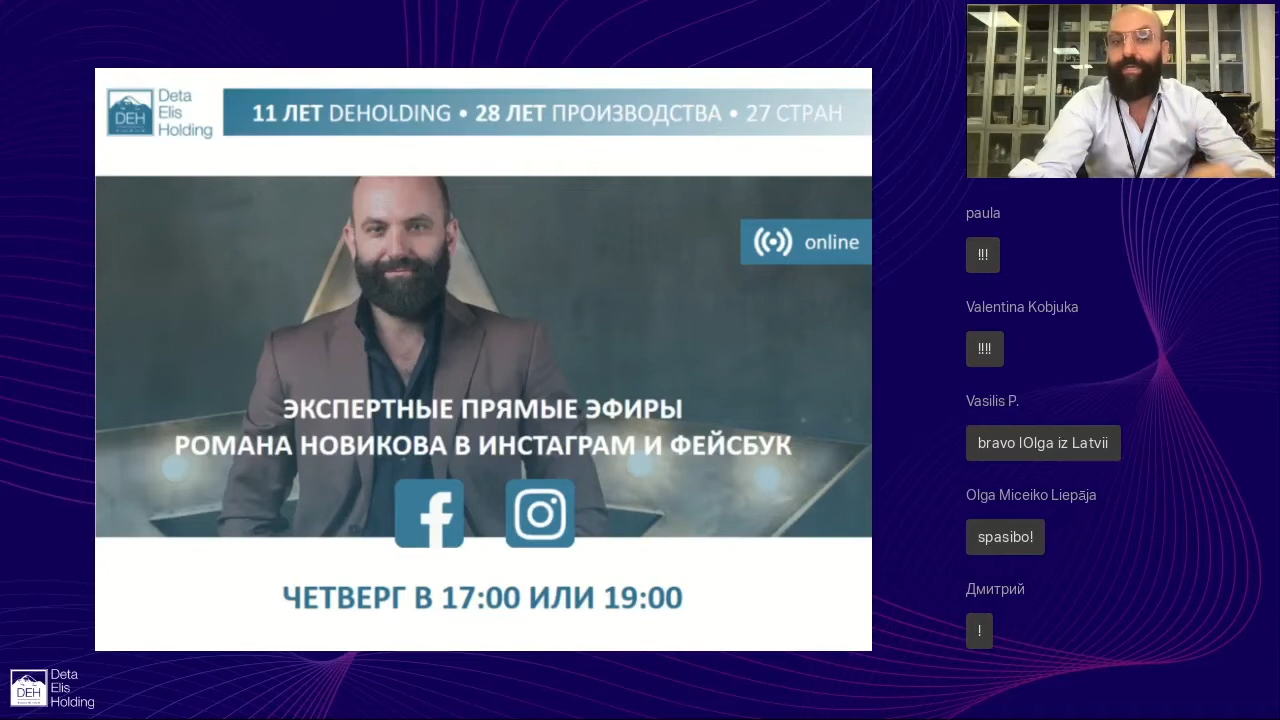 Deta
Elis
Holding
DEH
11 ЛЕТ DEHOLDING • 28 ЛЕТ ПРОИЗВОДСТВА • 27 СТРАН
online
ЭКСПЕРТНЫЕ ПРЯМЫЕ ЭФИРЫ
РОМАНА НОВИКОВА В ИНСТАГРАМ И ФЕЙСБУК
ЧЕТВЕРГ В 17:00 ИЛИ 19:00
paula
!!!
Valentina Kobjuka
!!!!
Vasilis P.
bravo lOlga iz Latvii
Olga Miceiko Liepāja
spasibo!
Дмитрий
!
Deta
Elis
Holding
DEH